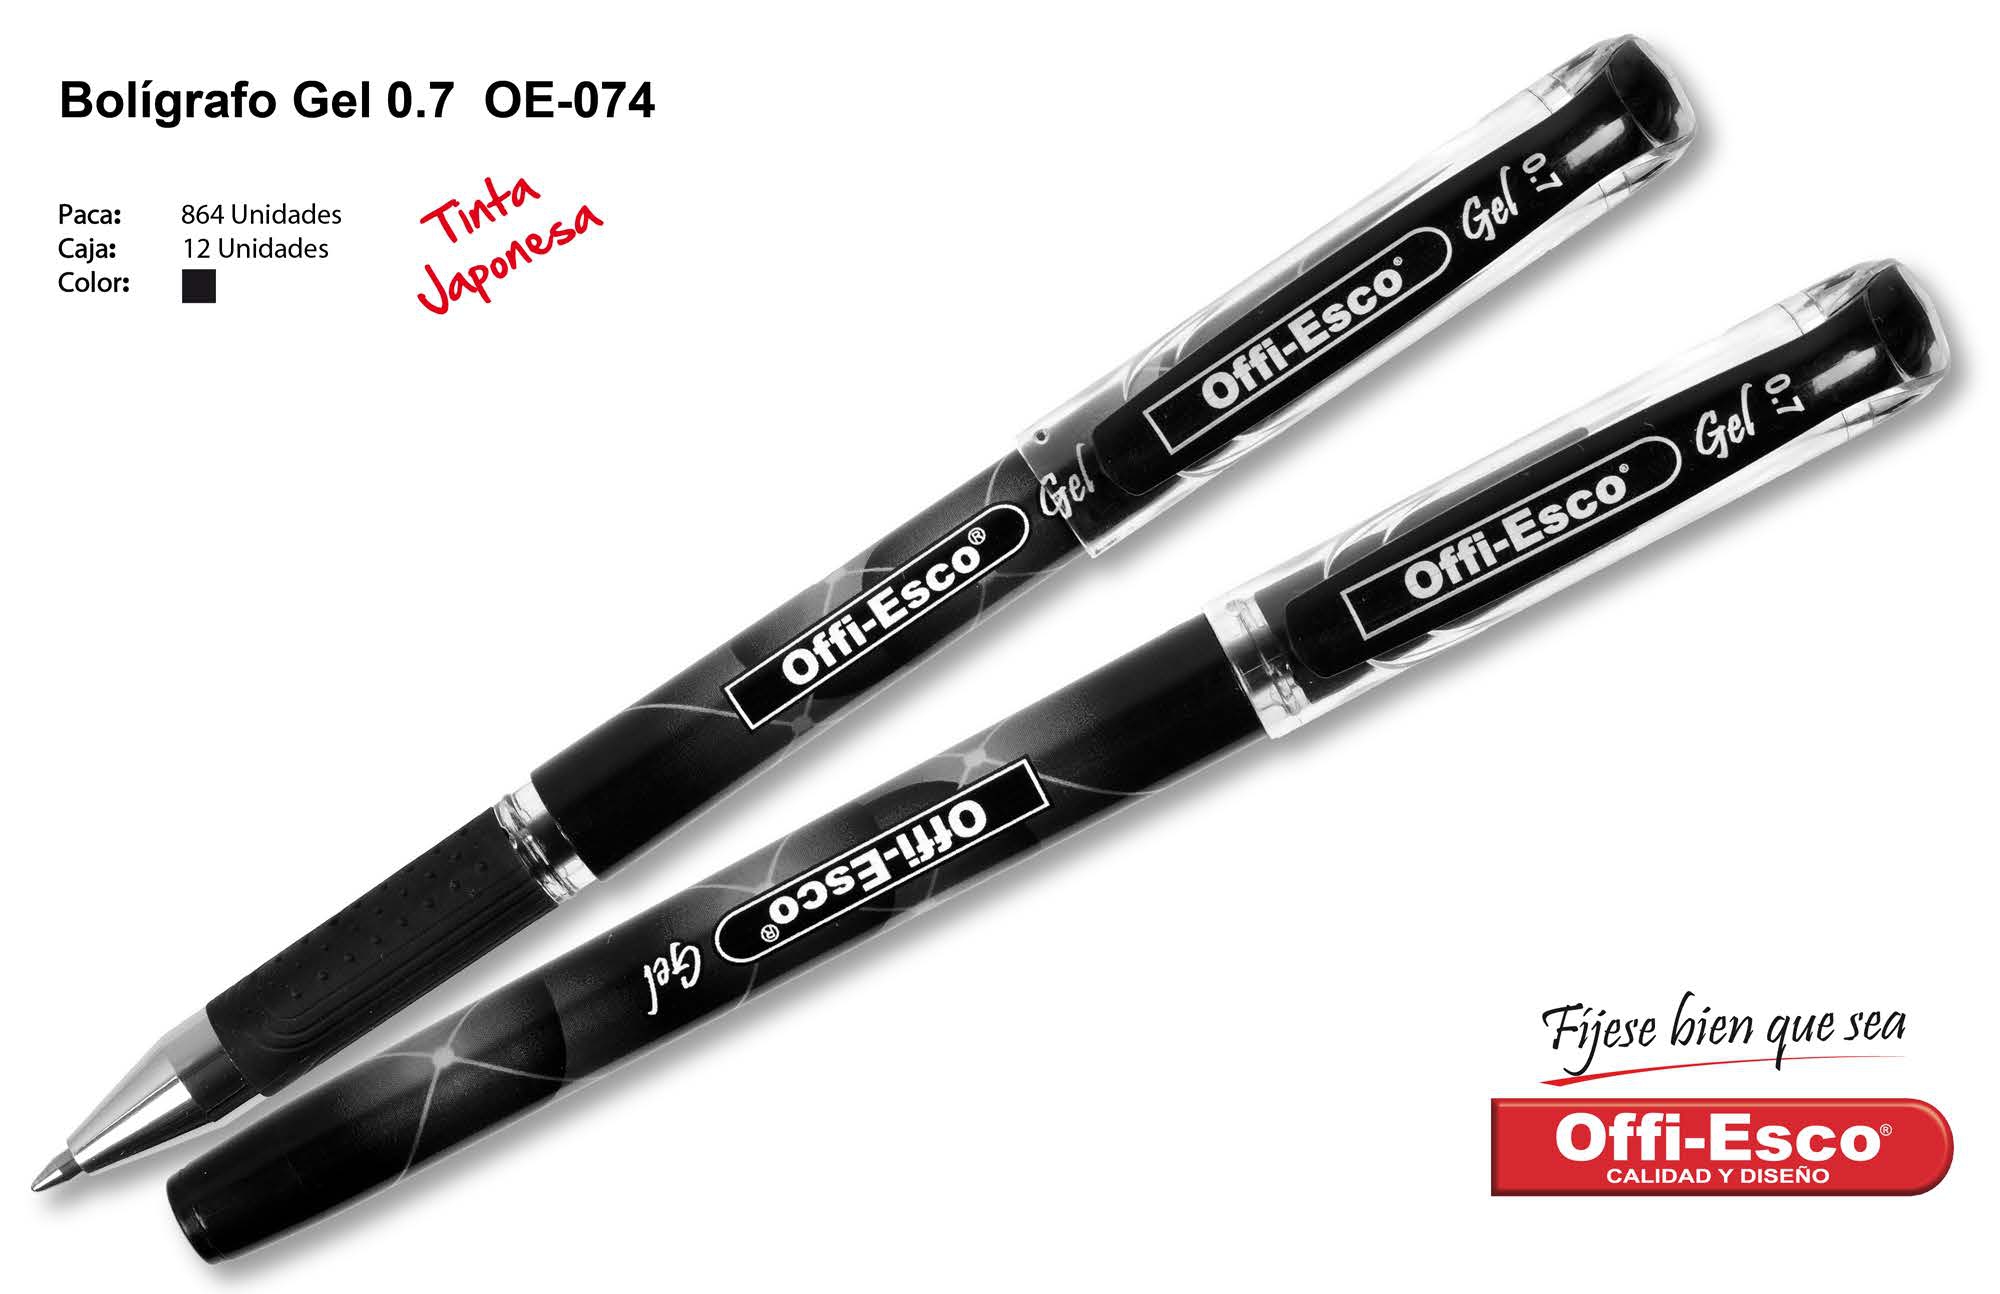 Bolígrafo Gel 0.7 OE-074
Paca: 864 Unidades
Caja: 12 Unidades
Color:
Tinta
Japonesa
Offi-Esco® Gel 0.7
Offi-Esco® Gel
Offi-Esco® Gel 0.7
Offi-Esco® Gel
Fíjese bien que sea
Offi-Esco®
CALIDAD Y DISEÑO